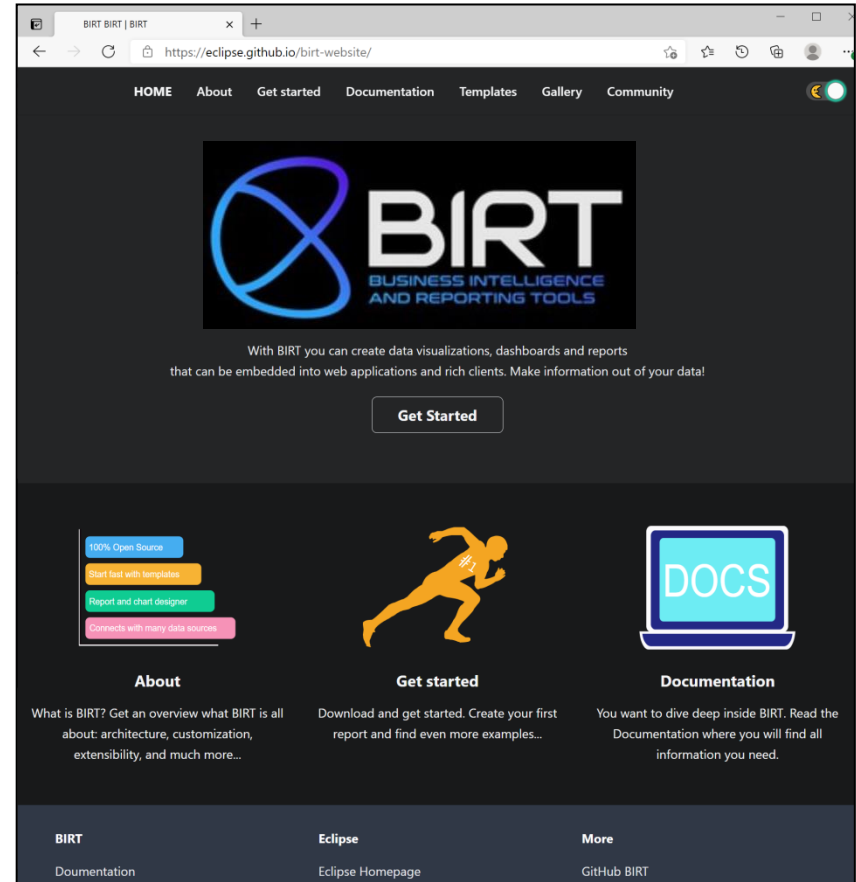 BIRT BIRT | BIRT
https://eclipse.github.io/birt-website/
HOME About Get started Documentation Templates Gallery Community
BIRT
BUSINESS INTELLIGENCE
AND REPORTING TOOLS
With BIRT you can create data visualizations, dashboards and reports
that can be embedded into web applications and rich clients. Make information out of your data!
Get Started
100% Open Source
Start fast with templates
Report and chart designer
Connects with many data sources
#1
DOCS
About
What is BIRT? Get an overview what BIRT is all
about: architecture, customization,
extensibility, and much more...
Get started
Download and get started. Create your first
report and find even more examples...
Documentation
You want to dive deep inside BIRT. Read the
Documentation where you will find all
information you need.
BIRT
Doumentation
Eclipse
Eclipse Homepage
More
GitHub BIRT